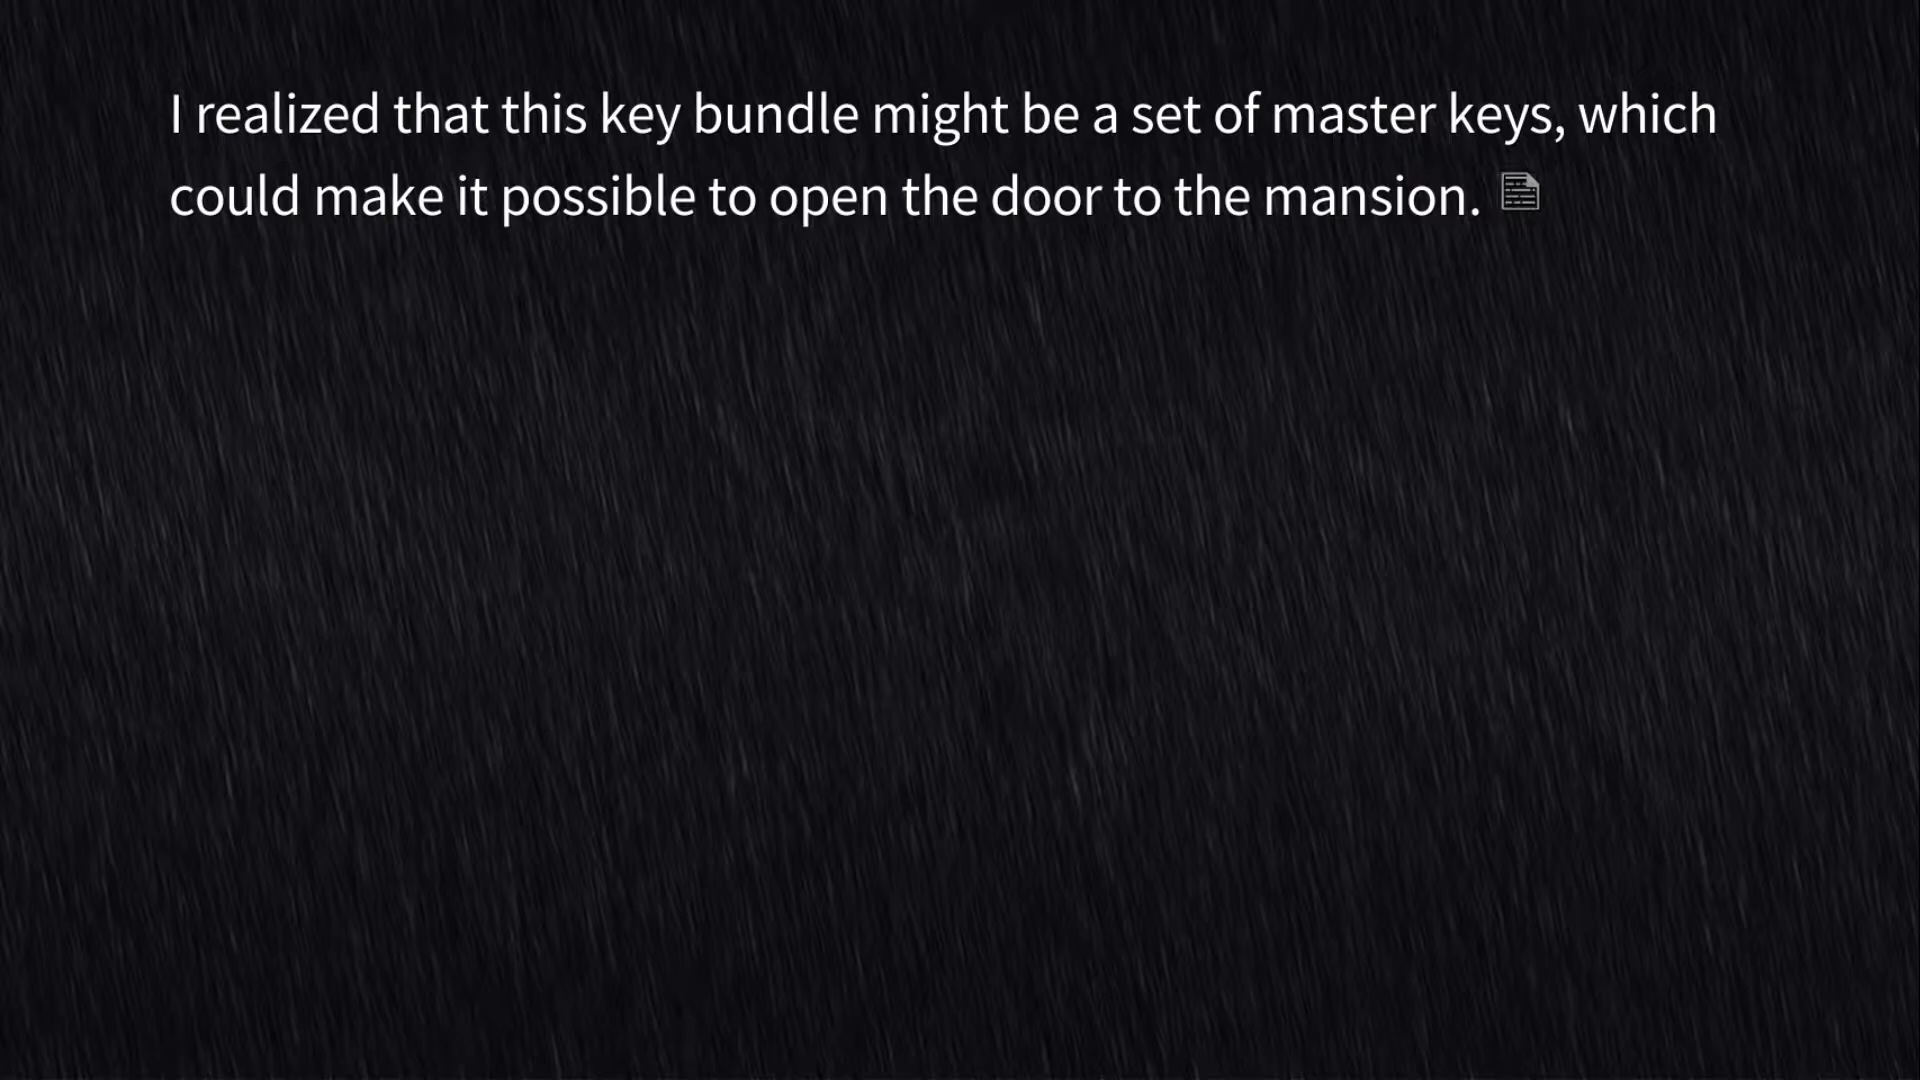 I realized that this key bundle might be a set of master keys, which
could make it possible to open the door to the mansion.